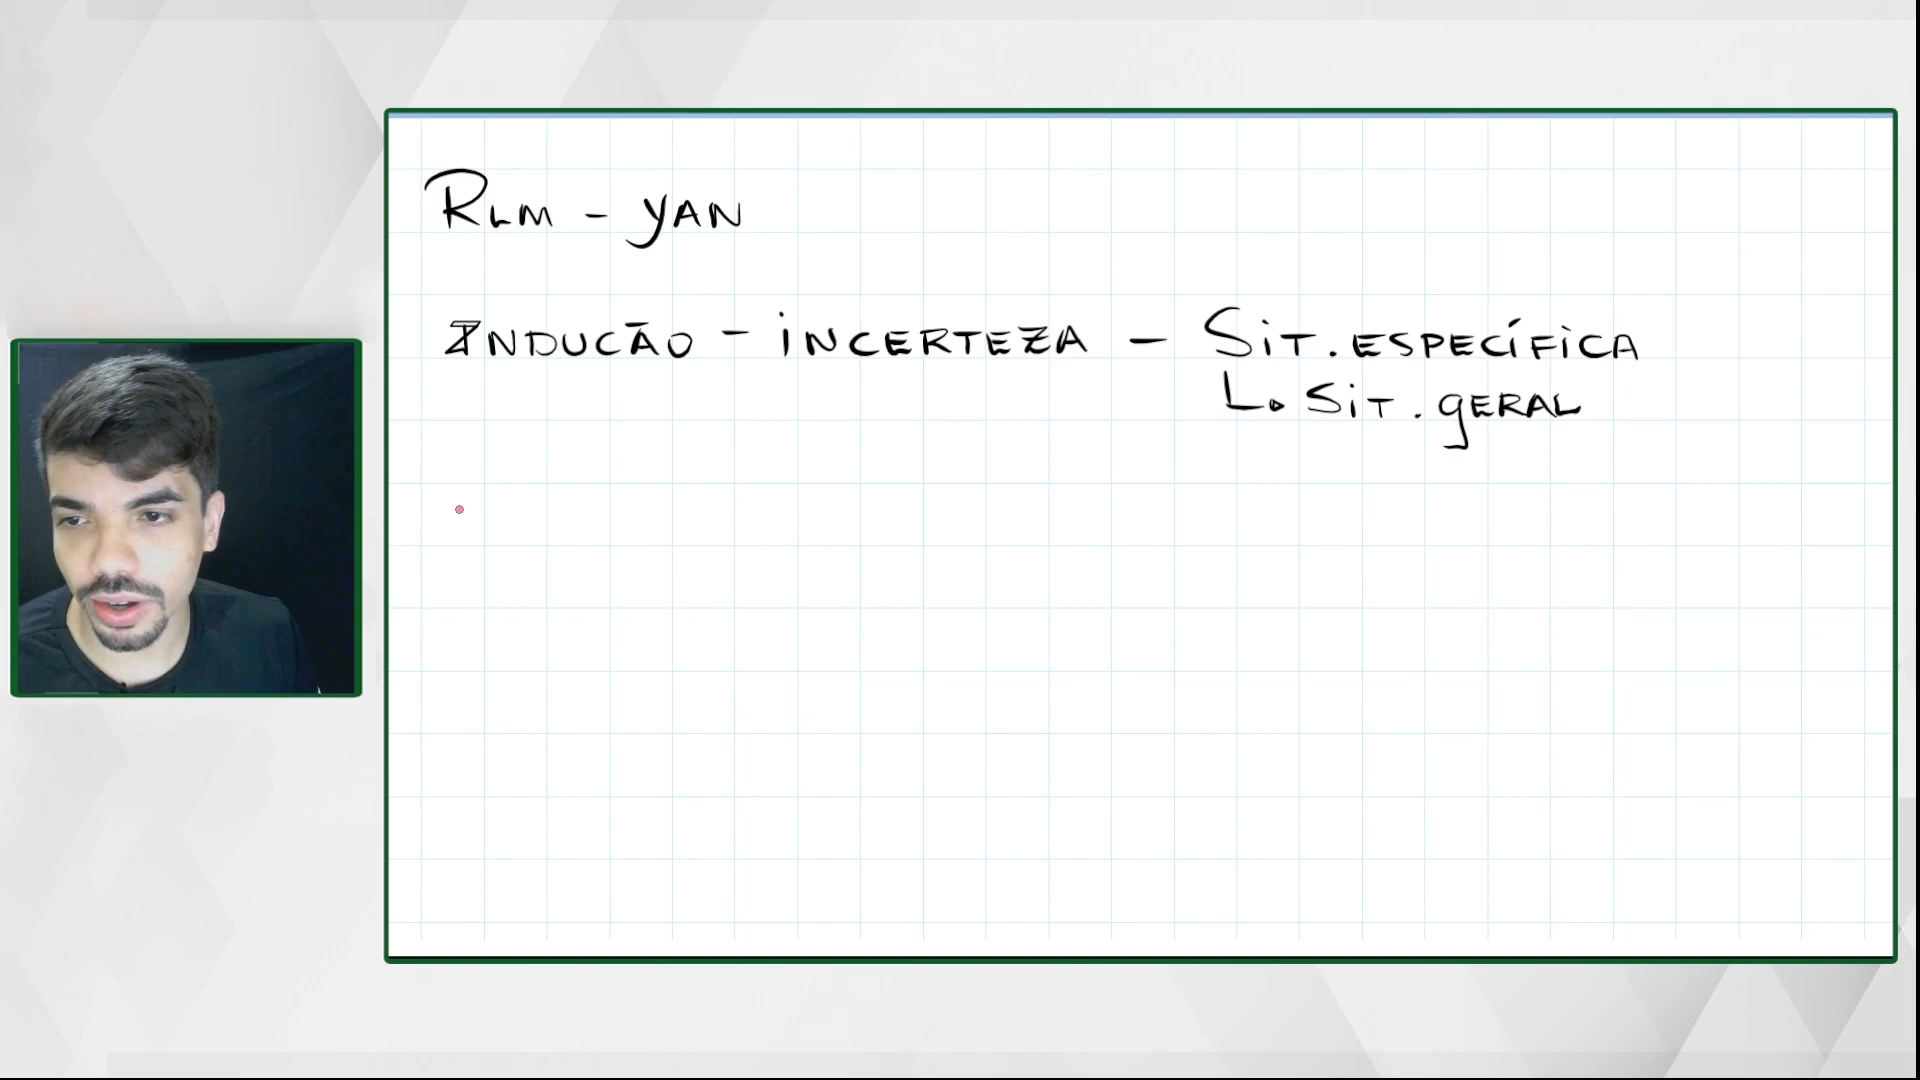 RLM - YAN
INDUCÃO - INCERTEZA - SIT. ESPECÍFICA
SIT. GERAL